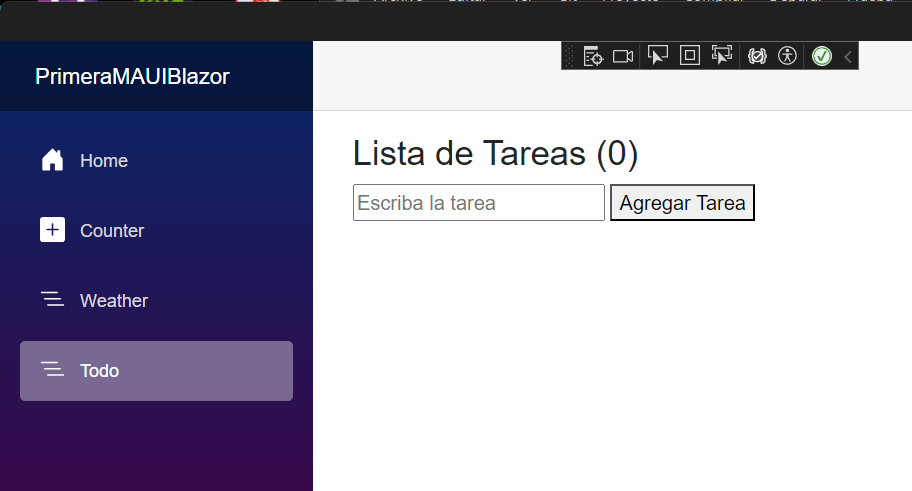 PrimeraMAUIBlazor
Home
Counter
Weather
Todo
Lista de Tareas (0)
Escriba la tarea
Agregar Tarea